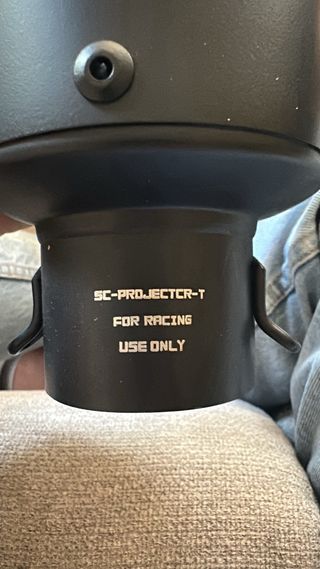 SC-PROJECTCR-T
FOR RACING
USE ONLY